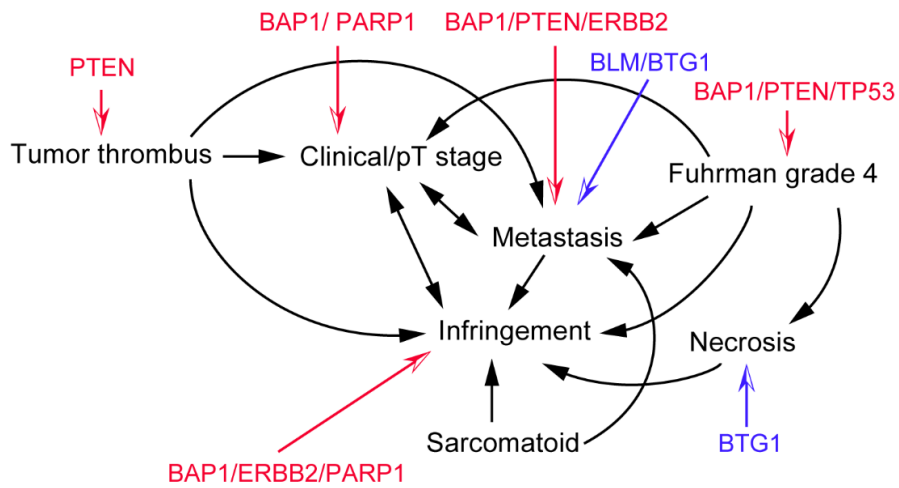 BAP1/ PARP1
BAP1/PTEN/ERBB2
PTEN
BLM/BTG1
BAP1/PTEN/TP53
Tumor thrombus
Clinical/pT stage
Fuhrman grade 4
Metastasis
Infringement
Necrosis
Sarcomatoid
BTG1
BAP1/ERBB2/PARP1